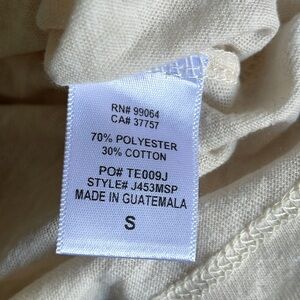 RN# 99064
CA# 37757
70% POLYESTER
30% COTTON
PO# TE009J
STYLE# J453MSP
MADE IN GUATEMALA
S